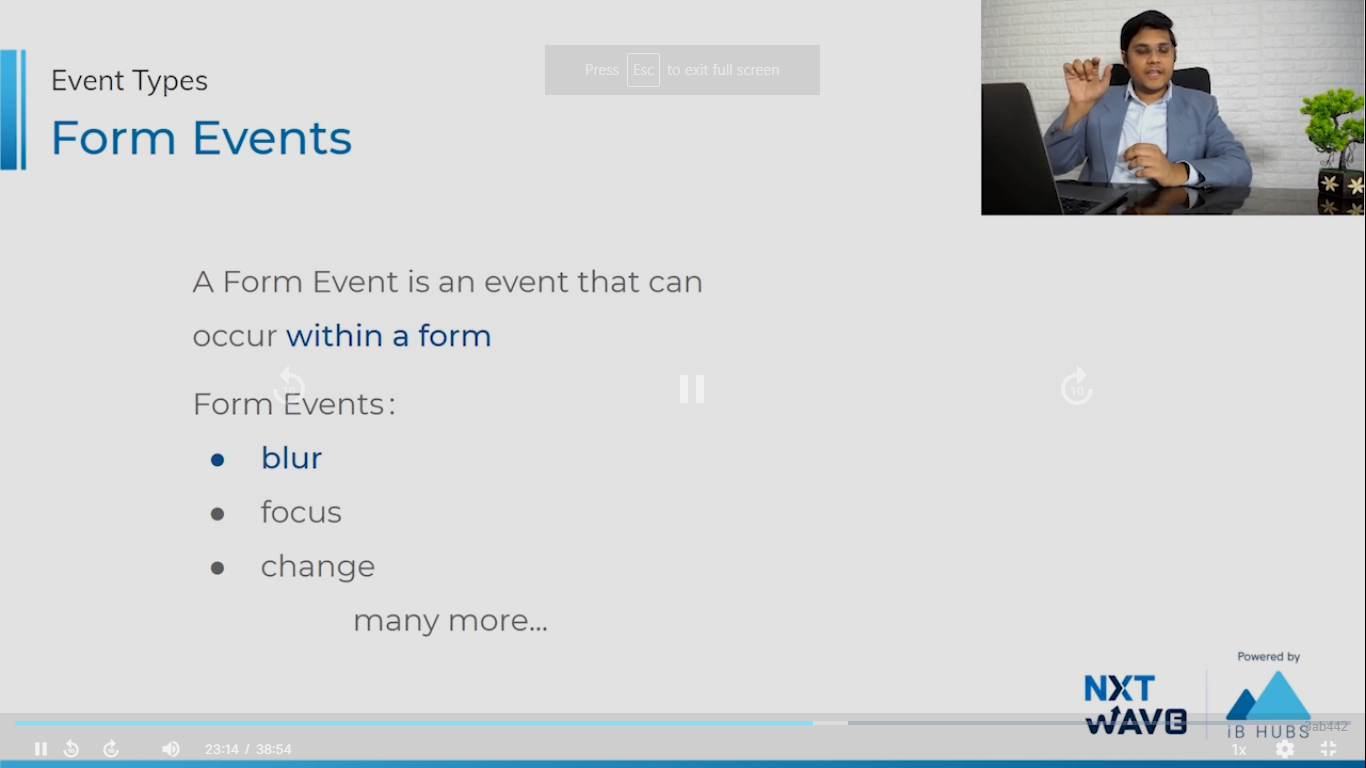 Event Types
Form Events
Press Esc to exit full screen
A Form Event is an event that can
occur within a form
Form Events:
● blur
● focus
● change
many more...
10
10
Powered by
NXT
WAVE
iB HUBS
3ab442
23:14 / 38:54
1x